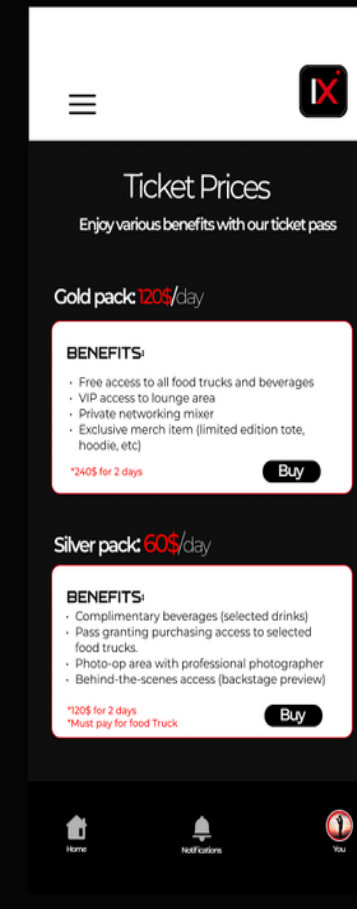 IX
Ticket Prices
Enjoy various benefits with our ticket pass
Gold pack: 120$/day
BENEFITS:
• Free access to all food trucks and beverages
• VIP access to lounge area
• Private networking mixer
• Exclusive merch item (limited edition tote,
hoodie, etc)
*240$ for 2 days
Buy
Silver pack: 60$/day
BENEFITS:
• Complimentary beverages (selected drinks)
• Pass granting purchasing access to selected
food trucks.
• Photo-op area with professional photographer
• Behind-the-scenes access (backstage preview)
*120$ for 2 days
*Must pay for food Truck
Buy
Home
Notifications
You